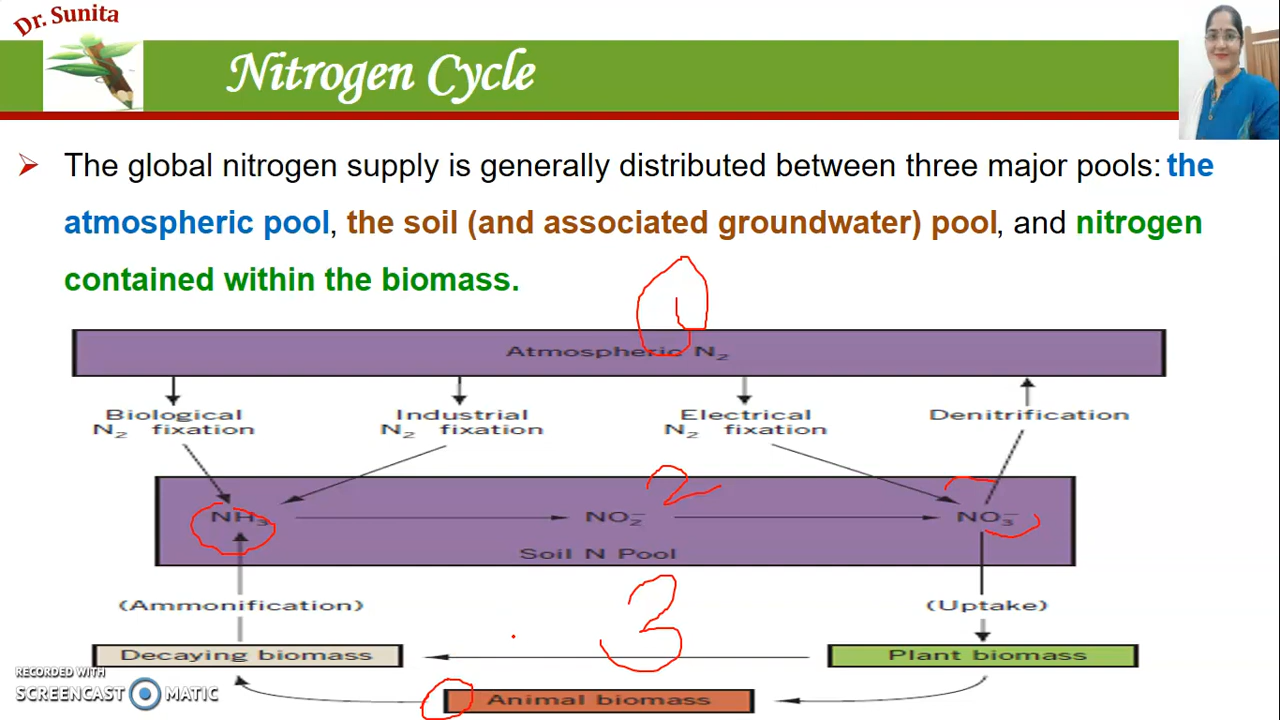 Dr. Sunita
Nitrogen Cycle
The global nitrogen supply is generally distributed between three major pools: the
atmospheric pool, the soil (and associated groundwater) pool, and nitrogen
contained within the biomass.
1
Atmospheric N₂
Biological
N₂ fixation
Industrial
N₂ fixation
Electrical
N₂ fixation
Denitrification
2
NH₃
NO₂⁻
NO₃⁻
Soil N Pool
3
(Ammonification)
(Uptake)
Decaying biomass
Plant biomass
Animal biomass
RECORDED WITH
SCREENCAST MATIC